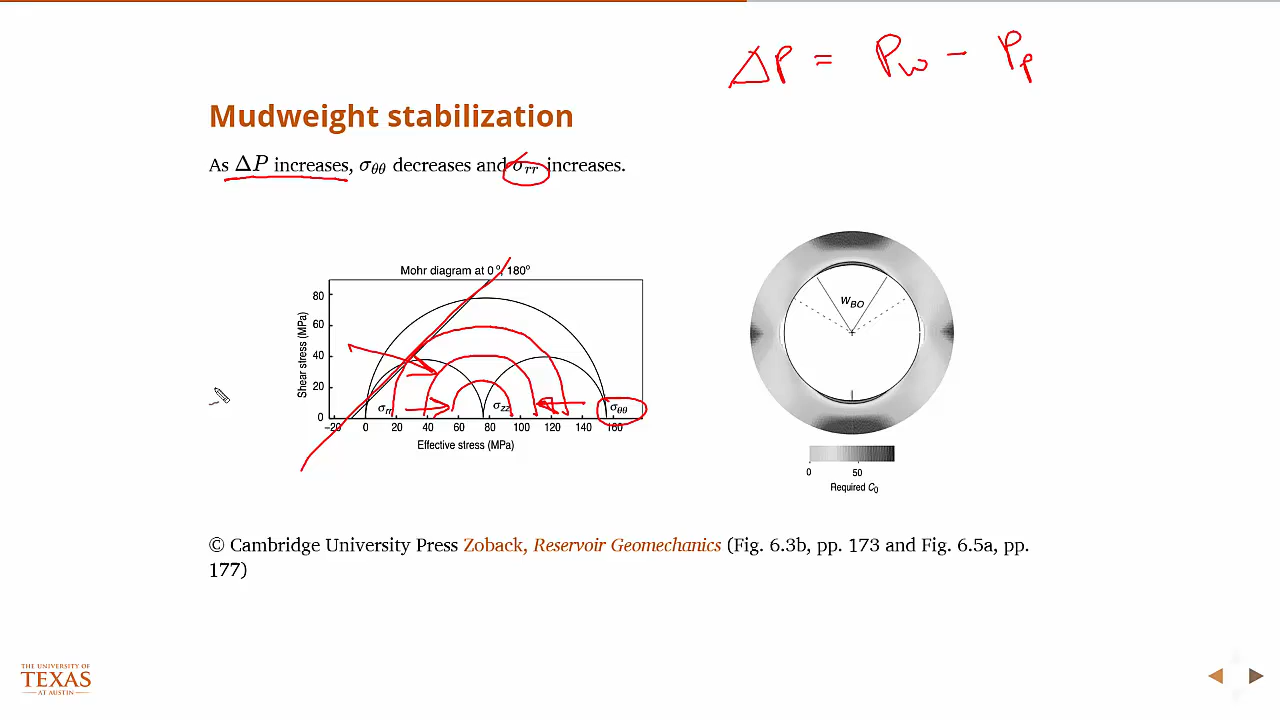 ΔP = Pw − Pp
Mudweight stabilization
As ΔP increases, σθθ decreases and σrr increases.
Mohr diagram at 0°, 180°
Shear stress (MPa)
80
60
40
20
0
σrr
σzz
σθθ
−20 0 20 40 60 80 100 120 140 160
Effective stress (MPa)
WBO
0 50
Required C0
© Cambridge University Press Zoback, Reservoir Geomechanics (Fig. 6.3b, pp. 173 and Fig. 6.5a, pp.
177)
THE UNIVERSITY OF
TEXAS
AT AUSTIN